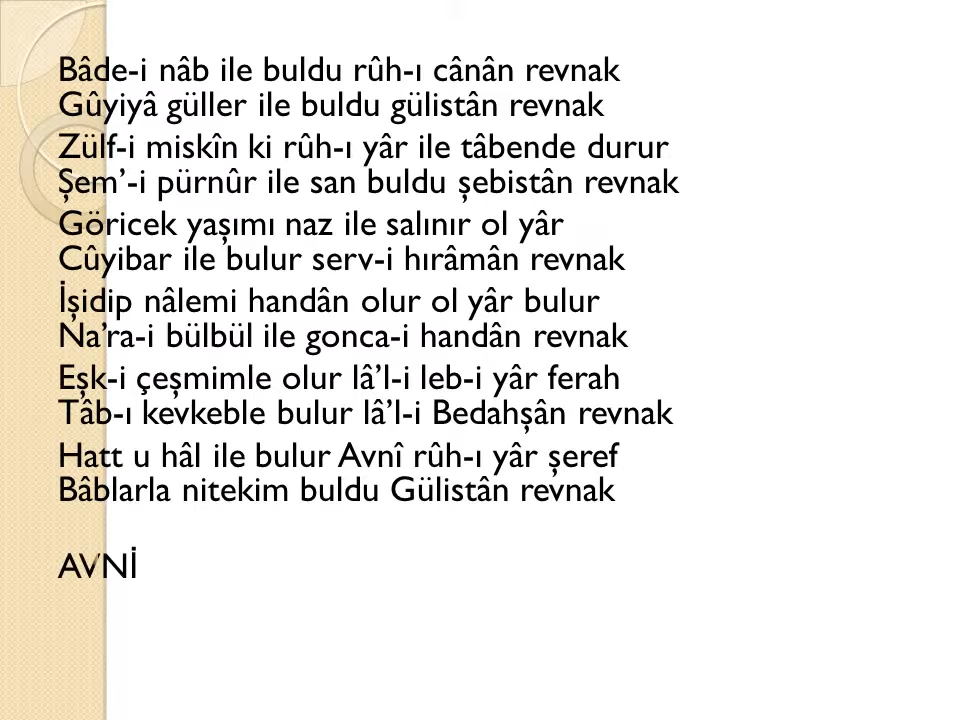 Bâde-i nâb ile buldu rûh-ı cânân revnak
Gûyiyâ güller ile buldu gülistân revnak
Zülf-i miskîn ki rûh-ı yâr ile tâbende durur
Şem’-i pürnûr ile san buldu şebistân revnak
Göricek yaşımı naz ile salınır ol yâr
Cûyibar ile bulur serv-i hırâmân revnak
İşidip nâlemi handân olur ol yâr bulur
Na’ra-i bülbül ile gonca-i handân revnak
Eşk-i çeşmimle olur lâ’l-i leb-i yâr ferah
Tâb-ı kevkeble bulur lâ’l-i Bedahşân revnak
Hatt u hâl ile bulur Avnî rûh-ı yâr şeref
Bâblarla nitekim buldu Gülistân revnak
AVNİ